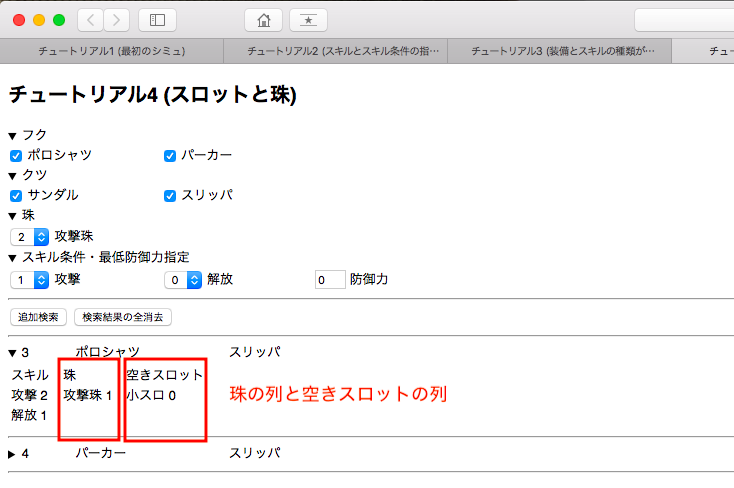 チュートリアル1 (最初のシミュ) チュートリアル2 (スキルとスキル条件の指… チュートリアル3 (装備とスキルの種類が… チュー
チュートリアル4 (スロットと珠)
▼ フク
ポロシャツ パーカー
▼ クツ
サンダル スリッパ
▼ 珠
2 攻撃珠
▼ スキル条件・最低防御力指定
1 攻撃 0 解放 0 防御力
追加検索 検索結果の全消去
▼ 3 ポロシャツ スリッパ
スキル 珠 空きスロット
攻撃 2 攻撃珠 1 小スロ 0 珠の列と空きスロットの列
解放 1
▶ 4 パーカー スリッパ